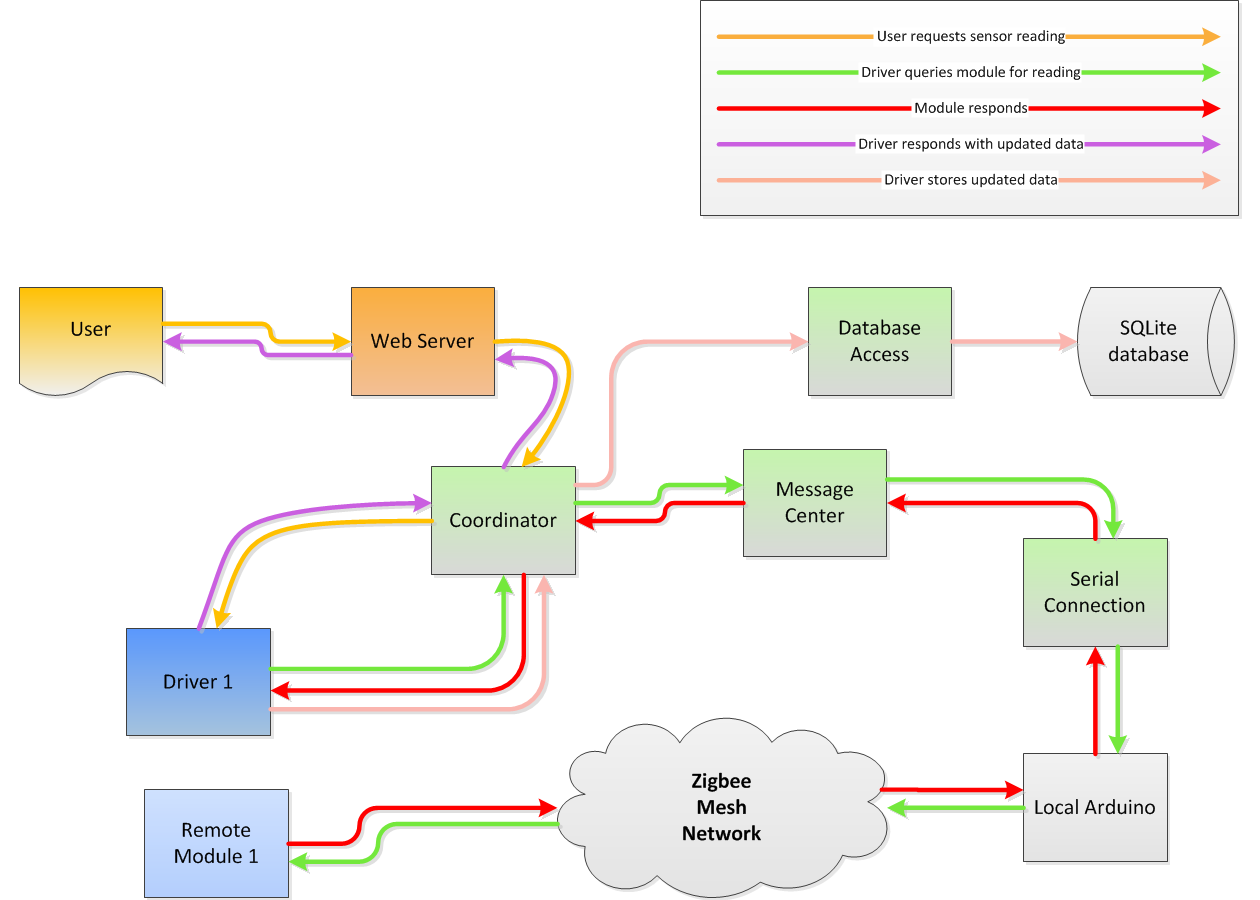 User requests sensor reading
Driver queries module for reading
Module responds
Driver responds with updated data
Driver stores updated data
User
Web Server
Database
Access
SQLite
database
Coordinator
Message
Center
Serial
Connection
Driver 1
Zigbee
Mesh
Network
Local Arduino
Remote
Module 1